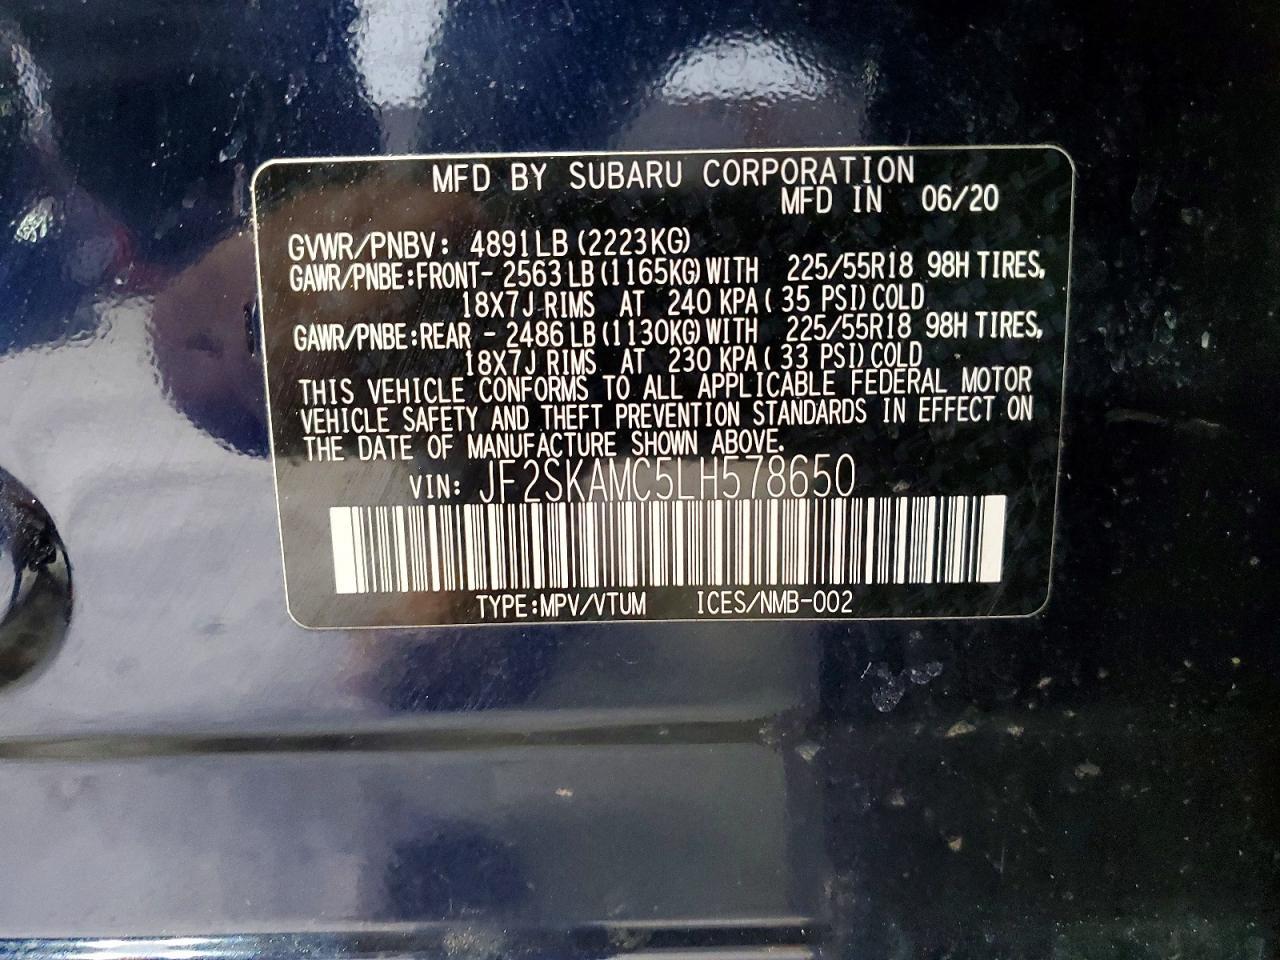 MFD BY SUBARU CORPORATION
MFD IN 06/20
GVWR/PNBV: 4891LB (2223KG)
GAWR/PNBE:FRONT- 2563 LB (1165KG) WITH 225/55R18 98H TIRES,
18X7J RIMS AT 240 KPA ( 35 PSI) COLD
GAWR/PNBE:REAR - 2486 LB (1130KG) WITH 225/55R18 98H TIRES,
18X7J RIMS AT 230 KPA ( 33 PSI) COLD
THIS VEHICLE CONFORMS TO ALL APPLICABLE FEDERAL MOTOR
VEHICLE SAFETY AND THEFT PREVENTION STANDARDS IN EFFECT ON
THE DATE OF MANUFACTURE SHOWN ABOVE.
VIN: JF2SKAMC5LH578650
TYPE:MPV/VTUM ICES/NMB-002